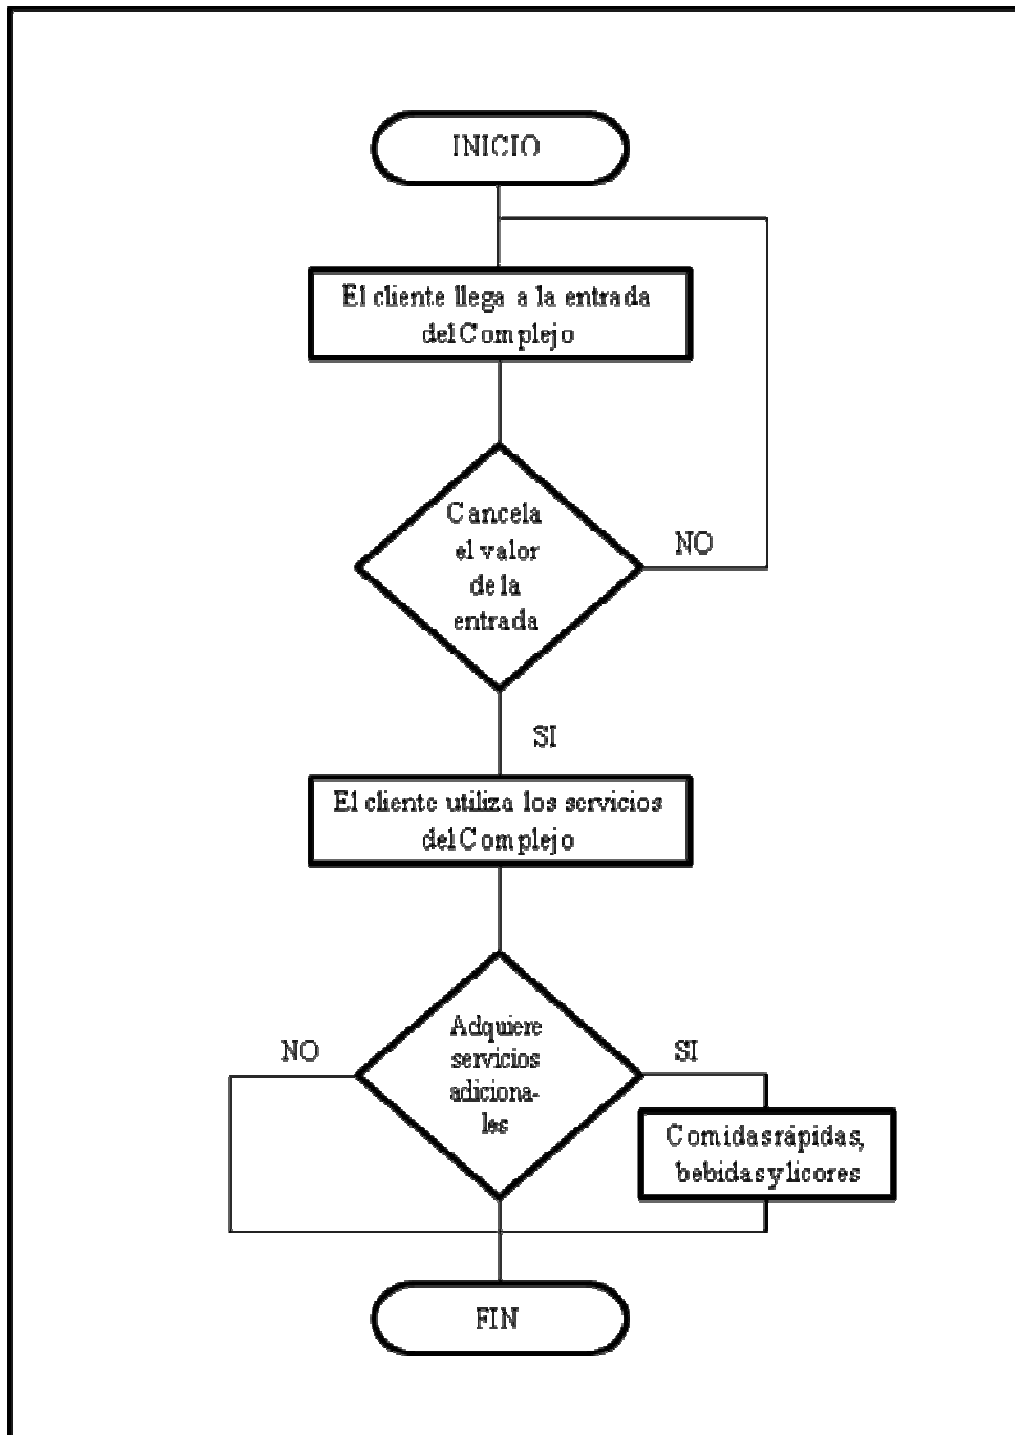 INICIO
El cliente llega a la entrada
del Complejo
Cancela
el valor
de la
entrada
NO
SI
El cliente utiliza los servicios
del Complejo
Adquiere
servicios
adiciona-
les
NO
SI
Comidas rápidas,
bebidas y licores
FIN